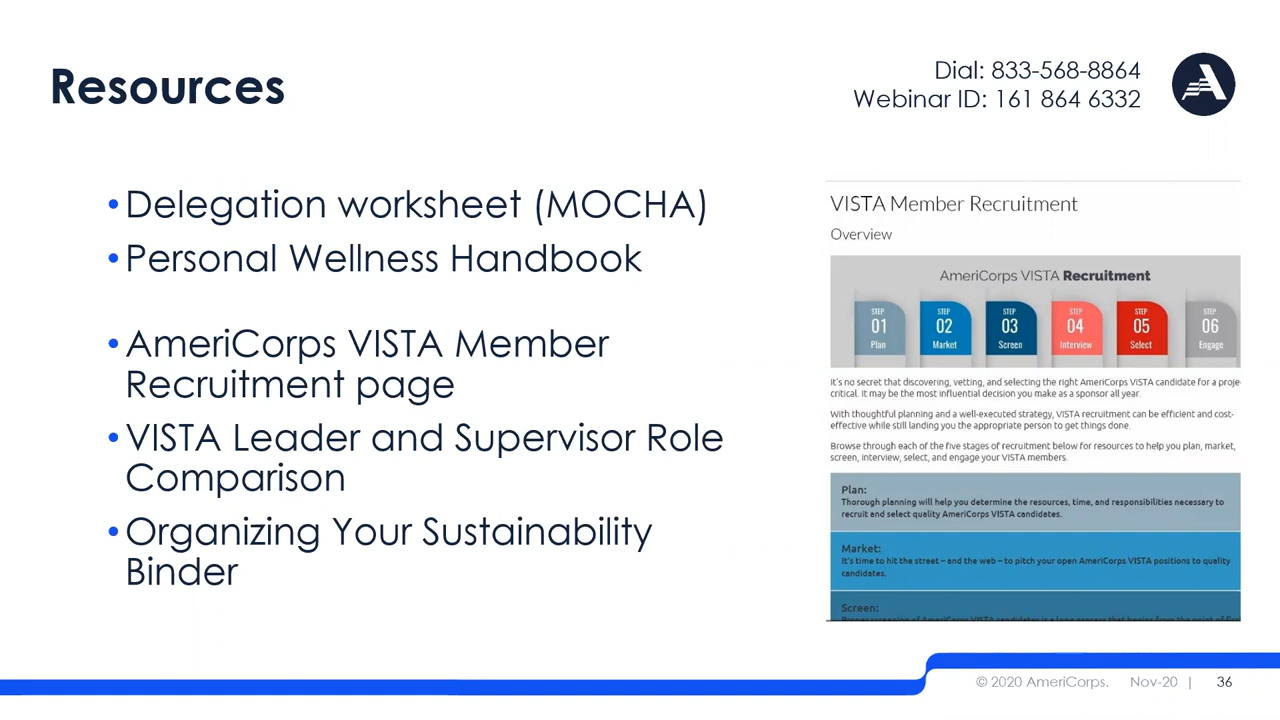 Resources
Dial: 833-568-8864
Webinar ID: 161 864 6332
•Delegation worksheet (MOCHA)
•Personal Wellness Handbook
•AmeriCorps VISTA Member
Recruitment page
•VISTA Leader and Supervisor Role
Comparison
•Organizing Your Sustainability
Binder
VISTA Member Recruitment
Overview
AmeriCorps VISTA Recruitment
STEP
01
Plan
STEP
02
Market
STEP
03
Screen
STEP
04
Interview
STEP
05
Select
STEP
06
Engage
It's no secret that discovering, vetting, and selecting the right AmeriCorps VISTA candidate for a proje
critical. It may be the most influential decision you make as a sponsor all year.
With thoughtful planning and a well-executed strategy, VISTA recruitment can be efficient and cost-
effective while still landing you the appropriate person to get things done.
Browse through each of the five stages of recruitment below for resources to help you plan, market,
screen, interview, select, and engage your VISTA members.
Plan:
Thorough planning will help you determine the resources, time, and responsibilities necessary to
recruit and select quality AmeriCorps VISTA candidates.
Market:
It's time to hit the street – and the web – to pitch your open AmeriCorps VISTA positions to quality
candidates.
Screen:
© 2020 AmeriCorps. Nov-20 | 36